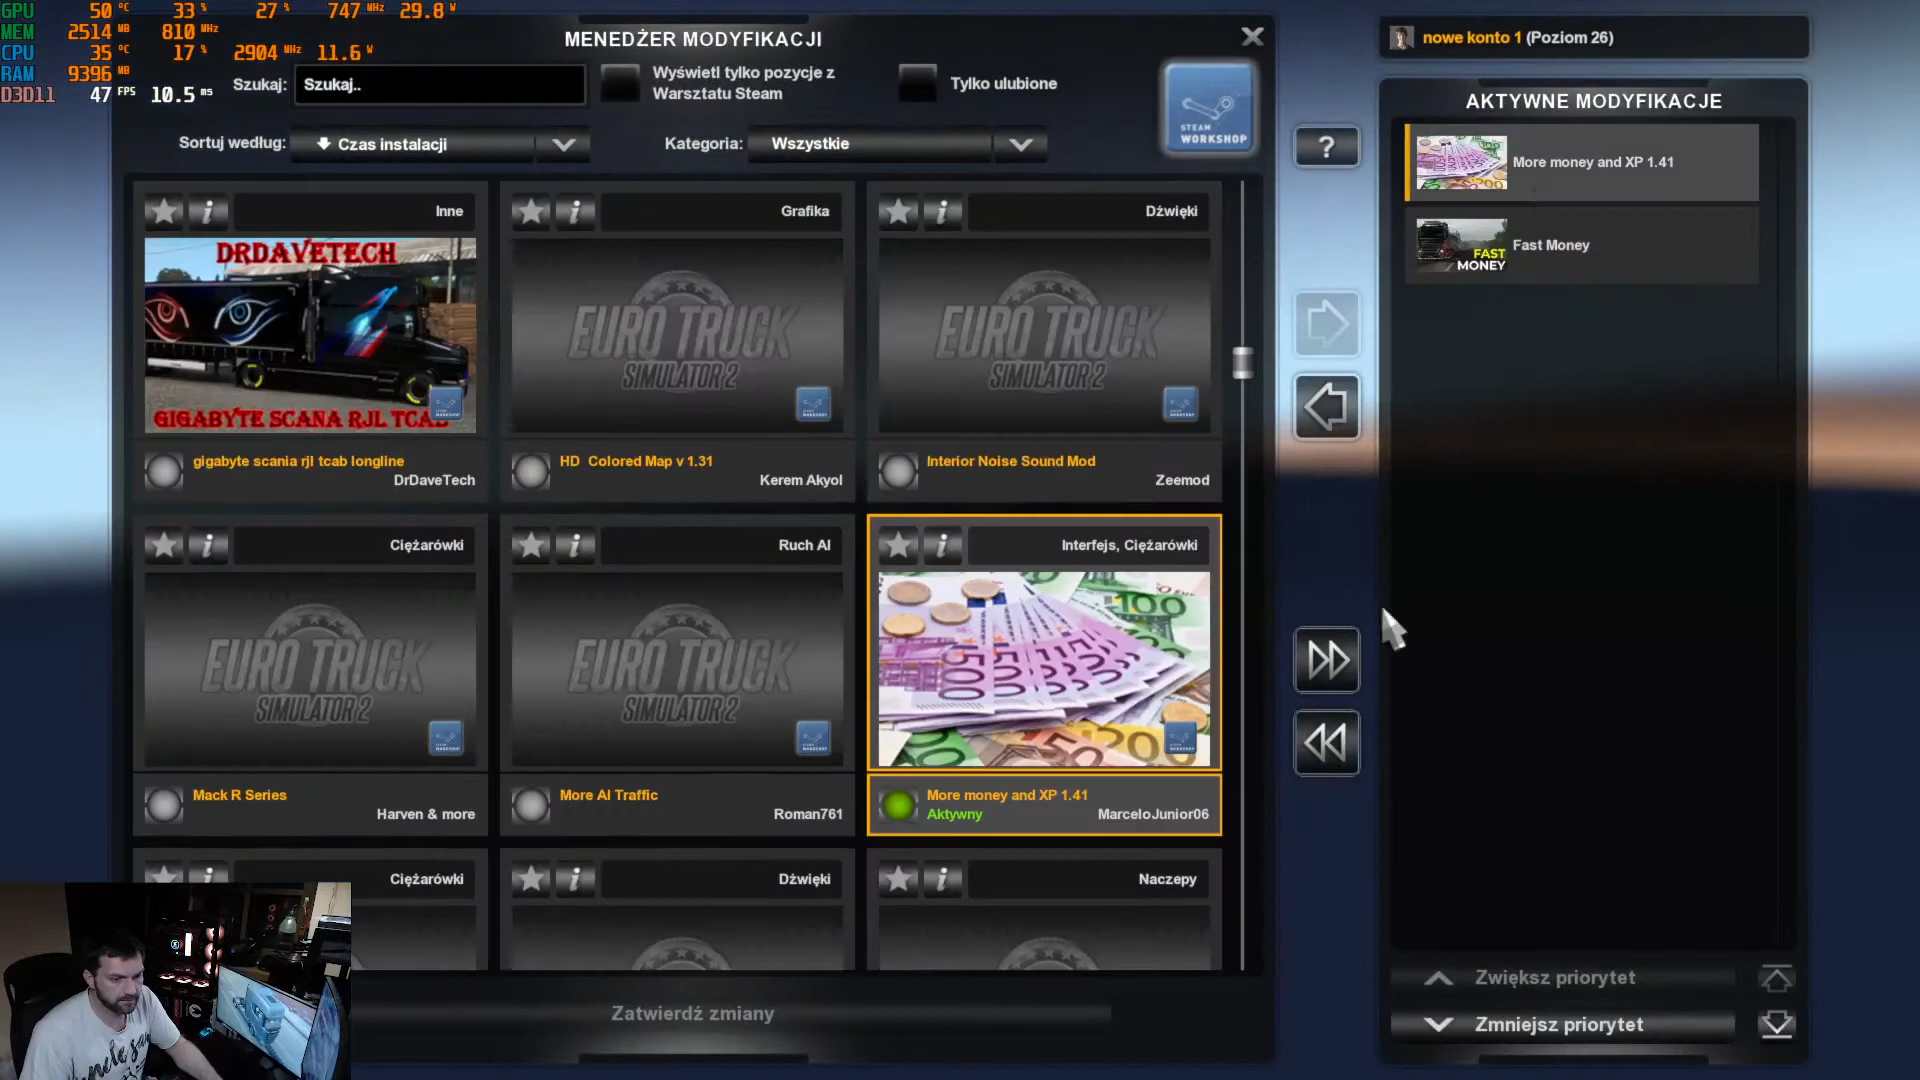 GPU 50 °C 33 % 27 % 747 MHz 29.8 W
MEM 2514 MB 810 MHz
CPU 35 °C 17 % 2904 MHz 11.6 W
RAM 9396 MB
D3D11 47 FPS 10.5 ms
MENEDŻER MODYFIKACJI
Szukaj: Szukaj..
Wyświetl tylko pozycje z
Warsztatu Steam
Tylko ulubione
STEAM
WORKSHOP
Sortuj według: Czas instalacji
Kategoria: Wszystkie
?
nowe konto 1 (Poziom 26)
AKTYWNE MODYFIKACJE
More money and XP 1.41
FAST
MONEY
Fast Money
i Inne
DRDAVETECH
GIGABYTE SCANA RJL TCAB
gigabyte scania rjl tcab longline
DrDaveTech
i Grafika
EURO TRUCK
SIMULATOR 2
HD Colored Map v 1.31
Kerem Akyol
i Dźwięki
EURO TRUCK
SIMULATOR 2
Interior Noise Sound Mod
Zeemod
i Ciężarówki
EURO TRUCK
SIMULATOR 2
Mack R Series
Harven & more
i Ruch AI
EURO TRUCK
SIMULATOR 2
More AI Traffic
Roman761
i Interfejs, Ciężarówki
More money and XP 1.41
Aktywny
MarceloJunior06
i Ciężarówki
i Dźwięki
i Naczepy
Zatwierdź zmiany
Zwiększ priorytet
Zmniejsz priorytet